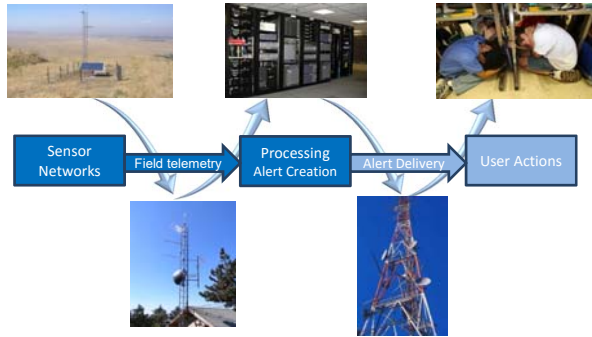 Sensor
Networks
Field telemetry
Processing
Alert Creation
Alert Delivery
User Actions